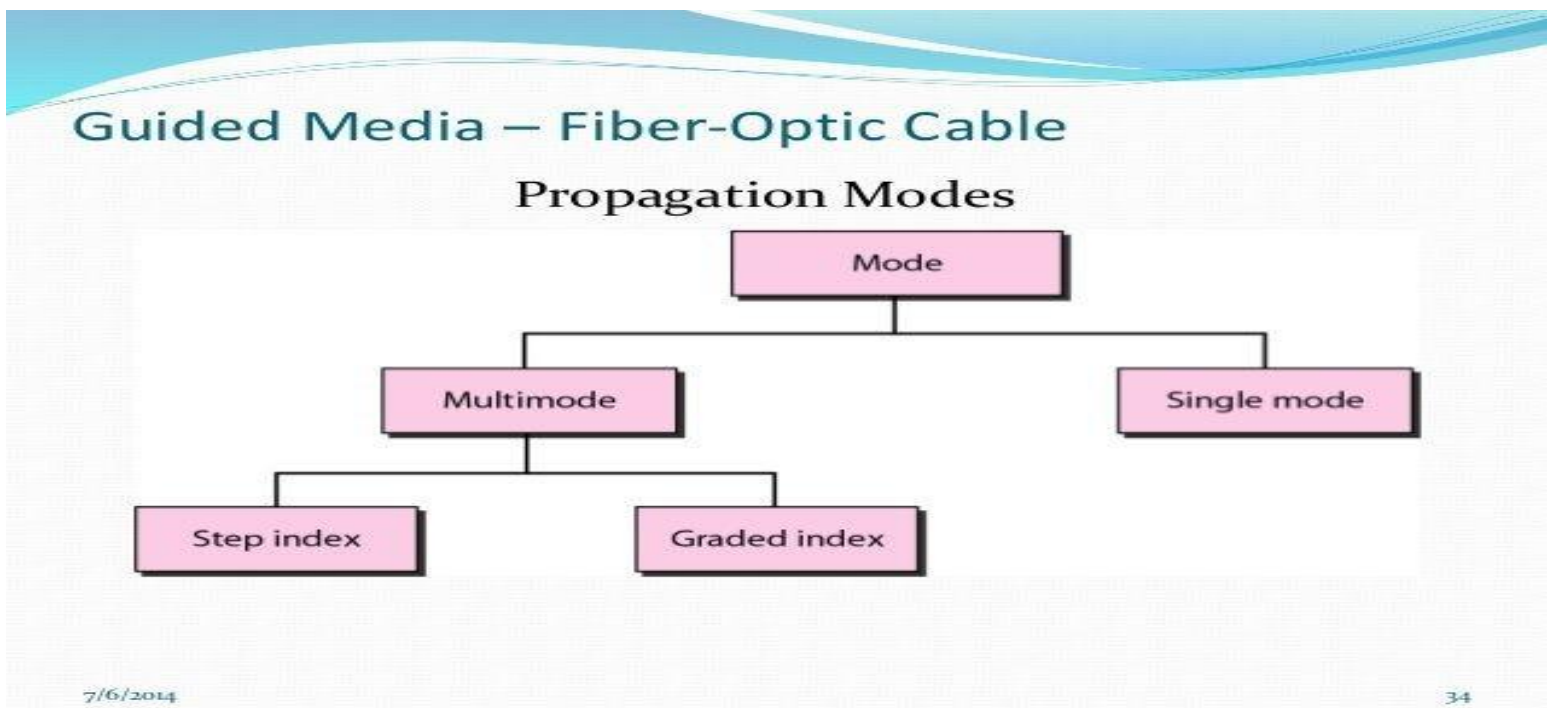 Guided Media – Fiber-Optic Cable
Propagation Modes
Mode
Multimode
Single mode
Step index
Graded index
7/6/2014
34